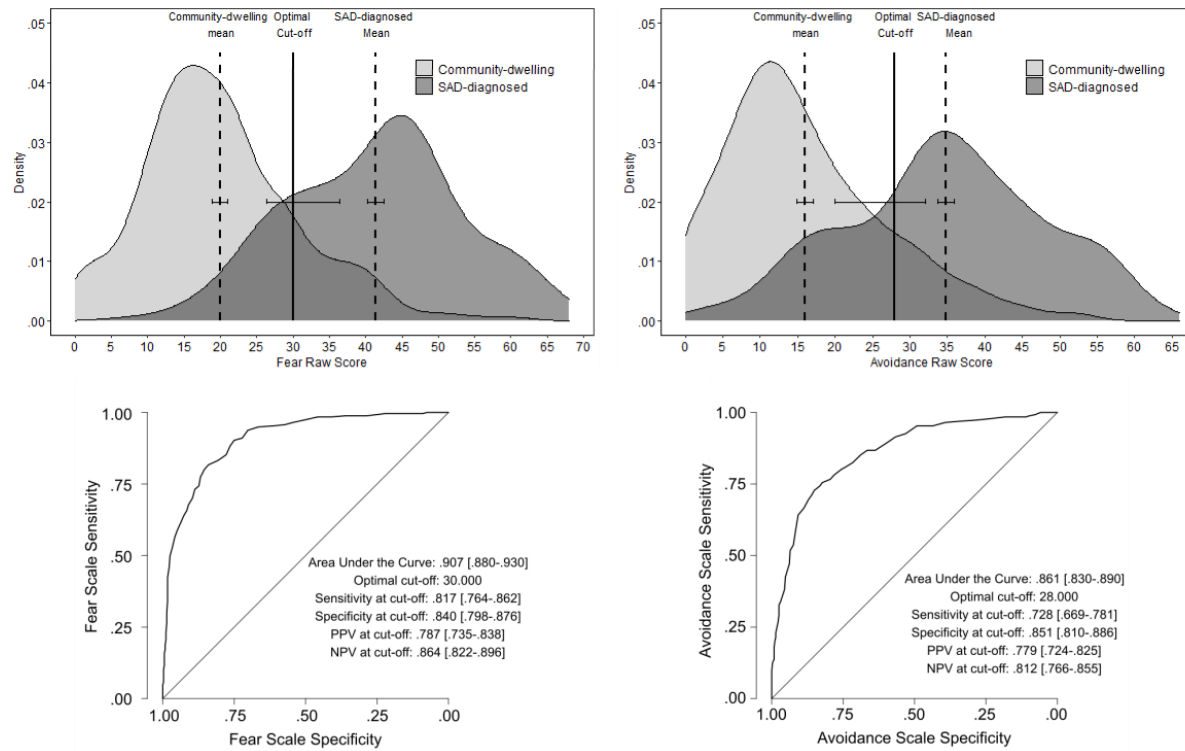 Community-dwelling Optimal SAD-diagnosed
mean Cut-off Mean
.05
.04
.03
.02
.01
.00
Density
Community-dwelling
SAD-diagnosed
0 5 10 15 20 25 30 35 40 45 50 55 60 65 70
Fear Raw Score
Community-dwelling Optimal SAD-diagnosed
mean Cut-off Mean
.05
.04
.03
.02
.01
.00
Density
Community-dwelling
SAD-diagnosed
0 5 10 15 20 25 30 35 40 45 50 55 60 65
Avoidance Raw Score
1.00
.75
.50
.25
.00
Fear Scale Sensitivity
Area Under the Curve: .907 [.880-.930]
Optimal cut-off: 30.000
Sensitivity at cut-off: .817 [.764-.862]
Specificity at cut-off: .840 [.798-.876]
PPV at cut-off: .787 [.735-.838]
NPV at cut-off: .864 [.822-.896]
1.00 .75 .50 .25 .00
Fear Scale Specificity
1.00
.75
.50
.25
.00
Avoidance Scale Sensitivity
Area Under the Curve: .861 [.830-.890]
Optimal cut-off: 28.000
Sensitivity at cut-off: .728 [.669-.781]
Specificity at cut-off: .851 [.810-.886]
PPV at cut-off: .779 [.724-.825]
NPV at cut-off: .812 [.766-.855]
1.00 .75 .50 .25 .00
Avoidance Scale Specificity